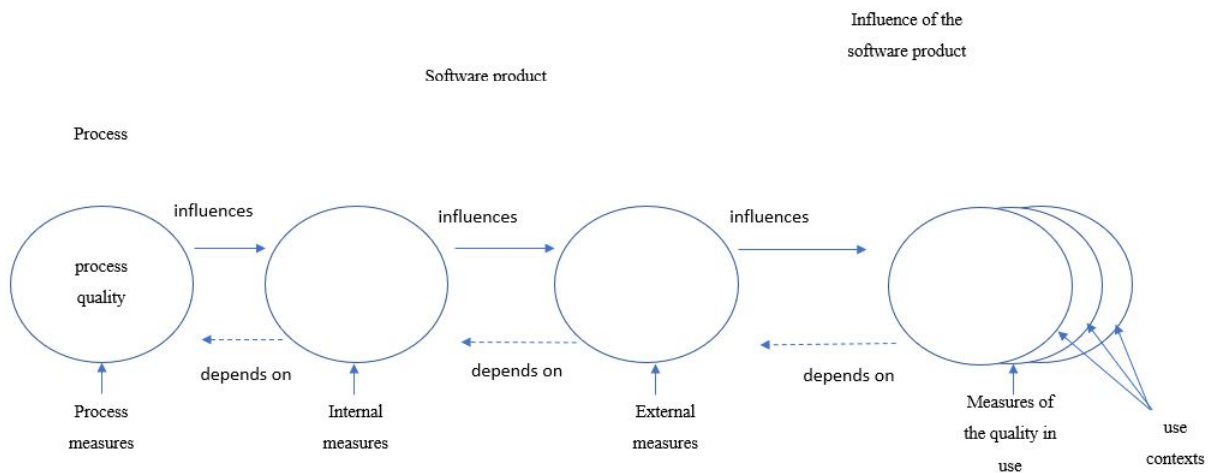 Influence of the
software product
Software product
Process
influences
influences
influences
process
quality
depends on
depends on
depends on
Process
measures
Internal
measures
External
measures
Measures of
the quality in
use
use
contexts